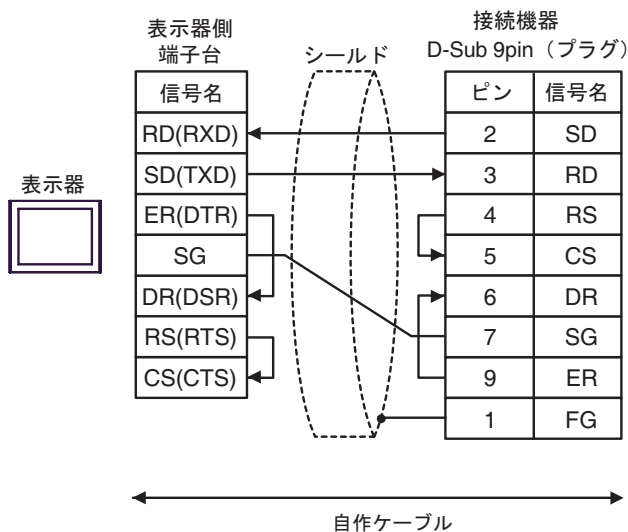 表示器側
端子台
シールド
接続機器
D-Sub 9pin（プラグ）
信号名
ピン 信号名
RD(RXD) 2 SD
SD(TXD) 3 RD
表示器
ER(DTR) 4 RS
SG 5 CS
DR(DSR) 6 DR
RS(RTS) 7 SG
CS(CTS) 9 ER
1 FG
自作ケーブル